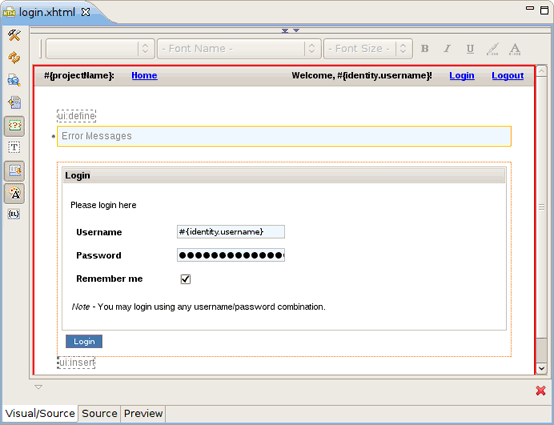 login.xhtml
- Font Name -
- Font Size -
B I U A
#{projectName}: Home Welcome, #{identity.username}! Login Logout
ui:define
Error Messages
Login
Please login here
Username #{identity.username}
Password
Remember me
Note - You may login using any username/password combination.
Login
ui:insert
Visual/Source Source Preview